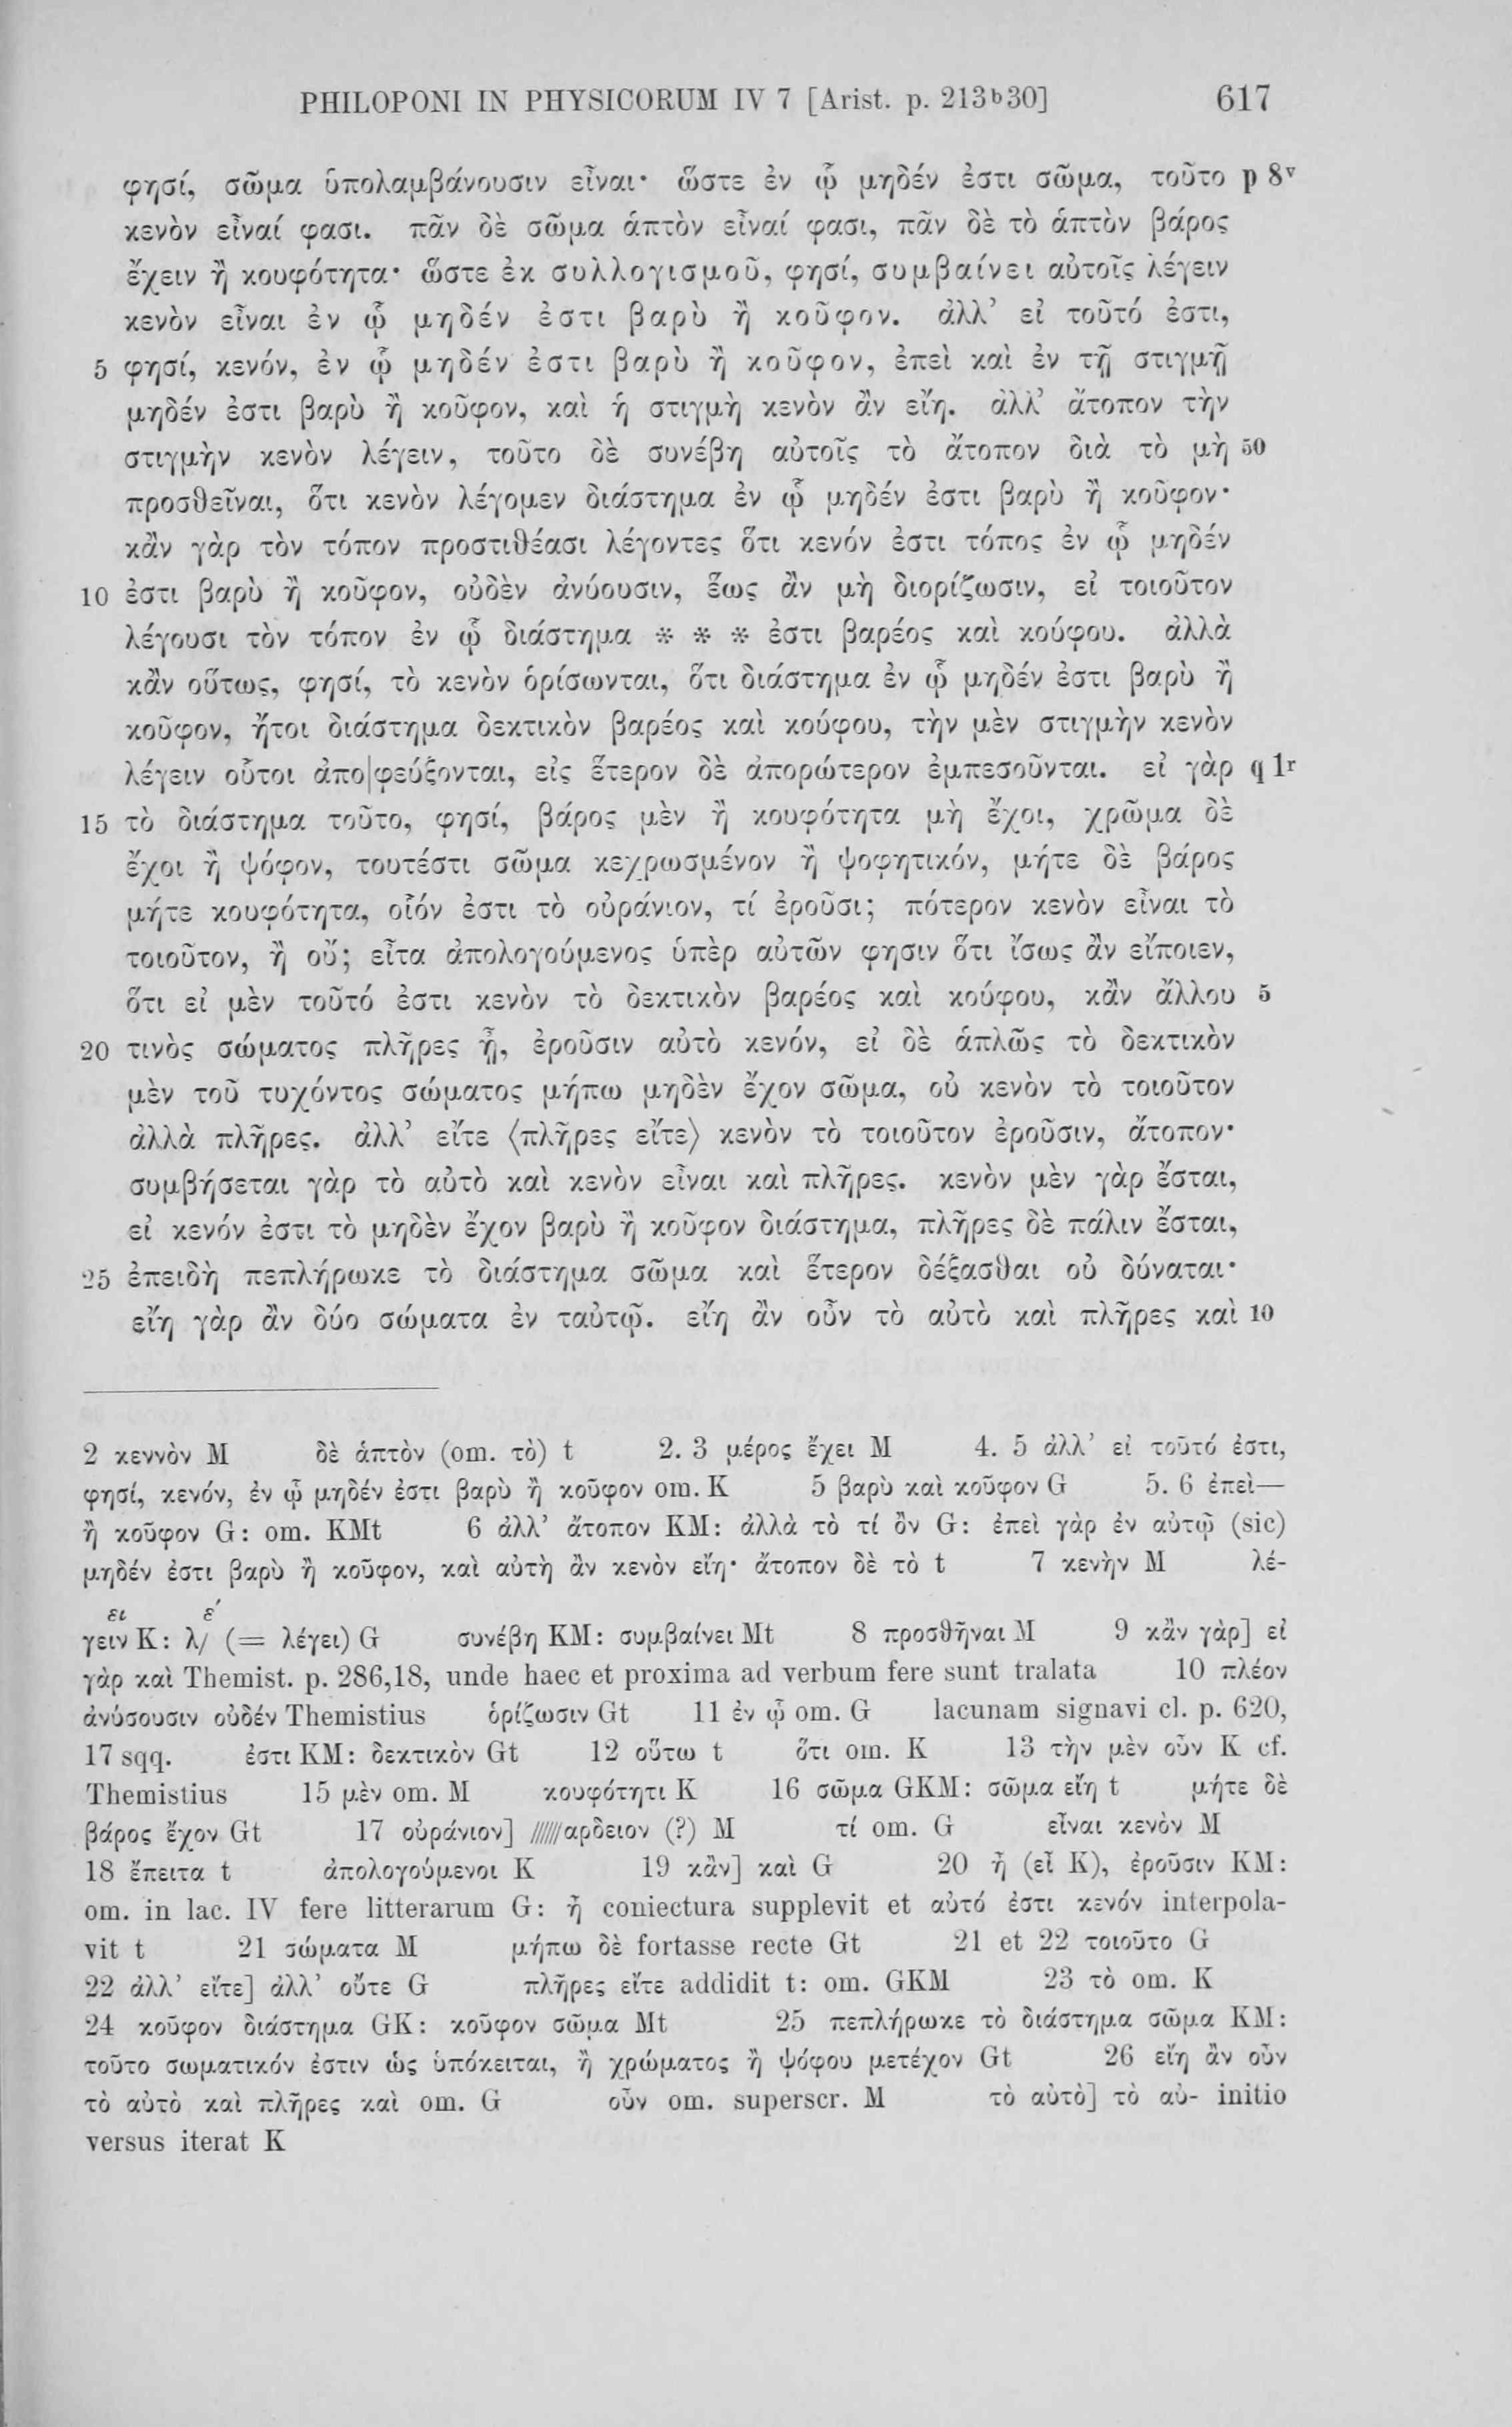 PHILOPONI IN PHYSICORUM IV 7 [Arist. p. 213ᵇ30] 617
φησί, σῶμα ὑπολαμβάνουσιν εἶναι· ὥστε ἐν ᾧ μηδέν ἐστι σῶμα, τοῦτο p 8ᵛ
κενὸν εἶναί φασι. πᾶν δὲ σῶμα ἁπτὸν εἶναί φασι, πᾶν δὲ τὸ ἁπτὸν βάρος
ἔχειν ἢ κουφότητα· ὥστε ἐκ συλλογισμοῦ, φησί, συμβαίνει αὐτοῖς λέγειν
κενὸν εἶναι ἐν ᾧ μηδέν ἐστι βαρὺ ἢ κοῦφον. ἀλλ’ εἰ τοῦτό ἐστι,
5 φησί, κενόν, ἐν ᾧ μηδέν ἐστι βαρὺ ἢ κοῦφον, ἐπεὶ καὶ ἐν τῇ στιγμῇ
μηδέν ἐστι βαρὺ ἢ κοῦφον, καὶ ἡ στιγμὴ κενὸν ἂν εἴη. ἀλλ’ ἄτοπον τὴν
στιγμὴν κενὸν λέγειν, τοῦτο δὲ συνέβη αὐτοῖς τὸ ἄτοπον διὰ τὸ μὴ 50
προσθεῖναι, ὅτι κενὸν λέγομεν διάστημα ἐν ᾧ μηδέν ἐστι βαρὺ ἢ κοῦφον·
κἂν γὰρ τὸν τόπον προστιθέασι λέγοντες ὅτι κενόν ἐστι τόπος ἐν ᾧ μηδέν
10 ἐστι βαρὺ ἢ κοῦφον, οὐδὲν ἀνύουσιν, ἕως ἂν μὴ διορίζωσιν, εἰ τοιοῦτον
λέγουσι τὸν τόπον ἐν ᾧ διάστημα * * * ἐστι βαρέος καὶ κούφου. ἀλλὰ
κἂν οὕτως, φησί, τὸ κενὸν ὁρίσωνται, ὅτι διάστημα ἐν ᾧ μηδέν ἐστι βαρὺ ἢ
κοῦφον, ἤτοι διάστημα δεκτικὸν βαρέος καὶ κούφου, τὴν μὲν στιγμὴν κενὸν
λέγειν οὗτοι ἀπο|φεύξονται, εἰς ἕτερον δὲ ἀπορώτερον ἐμπεσοῦνται. εἰ γὰρ q 1ʳ
15 τὸ διάστημα τοῦτο, φησί, βάρος μὲν ἢ κουφότητα μὴ ἔχοι, χρῶμα δὲ
ἔχοι ἢ ψόφον, τουτέστι σῶμα κεχρωσμένον ἢ ψοφητικόν, μήτε δὲ βάρος
μήτε κουφότητα, οἷόν ἐστι τὸ οὐράνιον, τί ἐροῦσι; πότερον κενὸν εἶναι τὸ
τοιοῦτον, ἢ οὔ; εἶτα ἀπολογούμενος ὑπὲρ αὐτῶν φησιν ὅτι ἴσως ἂν εἴποιεν,
ὅτι εἰ μὲν τοῦτό ἐστι κενὸν τὸ δεκτικὸν βαρέος καὶ κούφου, κἂν ἄλλου 5
20 τινὸς σώματος πλῆρες ᾖ, ἐροῦσιν αὐτὸ κενόν, εἰ δὲ ἁπλῶς τὸ δεκτικὸν
μὲν τοῦ τυχόντος σώματος μήπω μηδὲν ἔχον σῶμα, οὐ κενὸν τὸ τοιοῦτον
ἀλλὰ πλῆρες. ἀλλ’ εἴτε ⟨πλῆρες εἴτε⟩ κενὸν τὸ τοιοῦτον ἐροῦσιν, ἄτοπον·
συμβήσεται γὰρ τὸ αὐτὸ καὶ κενὸν εἶναι καὶ πλῆρες. κενὸν μὲν γὰρ ἔσται,
εἰ κενόν ἐστι τὸ μηδὲν ἔχον βαρὺ ἢ κοῦφον διάστημα, πλῆρες δὲ πάλιν ἔσται,
25 ἐπειδὴ πεπλήρωκε τὸ διάστημα σῶμα καὶ ἕτερον δέξασθαι οὐ δύναται·
εἴη γὰρ ἂν δύο σώματα ἐν ταὐτῷ. εἴη ἂν οὖν τὸ αὐτὸ καὶ πλῆρες καὶ 10
2 κεννὸν M δὲ ἁπτὸν (om. τὸ) t 2. 3 μέρος ἔχει M 4. 5 ἀλλ’ εἰ τοῦτό ἐστι,
φησί, κενόν, ἐν ᾧ μηδέν ἐστι βαρὺ ἢ κοῦφον om. K 5 βαρὺ καὶ κοῦφον G 5. 6 ἐπεὶ—
ἢ κοῦφον G: om. KMt 6 ἀλλ’ ἄτοπον KM: ἀλλὰ τὸ τί ὂν G: ἐπεὶ γὰρ ἐν αὐτῷ (sic)
μηδέν ἐστι βαρὺ ἢ κοῦφον, καὶ αὐτὴ ἂν κενὸν εἴη· ἄτοπον δὲ τὸ t 7 κενὴν M λέ-
ει έ
γειν K: λ/ (= λέγει) G συνέβη KM: συμβαίνει Mt 8 προσθῆναι M 9 κἂν γὰρ] εἰ
γὰρ καὶ Themist. p. 286,18, unde haec et proxima ad verbum fere sunt tralata 10 πλέον
ἀνύσουσιν οὐδέν Themistius ὁρίζωσιν Gt 11 ἐν ᾧ om. G lacunam signavi cl. p. 620,
17 sqq. ἐστι KM: δεκτικὸν Gt 12 οὕτω t ὅτι om. K 13 τὴν μὲν οὖν K cf.
Themistius 15 μὲν om. M κουφότητι K 16 σῶμα GKM: σῶμα εἴη t μήτε δὲ
βάρος ἔχον Gt 17 οὐράνιον] //////αρδειον (?) M τί om. G εἶναι κενὸν M
18 ἔπειτα t ἀπολογούμενοι K 19 κἂν] καὶ G 20 ᾖ (εἶ K), ἐροῦσιν KM:
om. in lac. IV fere litterarum G: ᾖ coniectura supplevit et αὐτό ἐστι κενόν interpola-
vit t 21 σώματα M μήπω δὲ fortasse recte Gt 21 et 22 τοιοῦτο G
22 ἀλλ’ εἴτε] ἀλλ’ οὔτε G πλῆρες εἴτε addidit t: om. GKM 23 τὸ om. K
24 κοῦφον διάστημα GK: κοῦφον σῶμα Mt 25 πεπλήρωκε τὸ διάστημα σῶμα KM:
τοῦτο σωματικόν ἐστιν ὡς ὑπόκειται, ἢ χρώματος ἢ ψόφου μετέχον Gt 26 εἴη ἂν οὖν
τὸ αὐτὸ καὶ πλῆρες καὶ om. G οὖν om. superscr. M τὸ αὐτὸ] τὸ αὐ- initio
versus iterat K